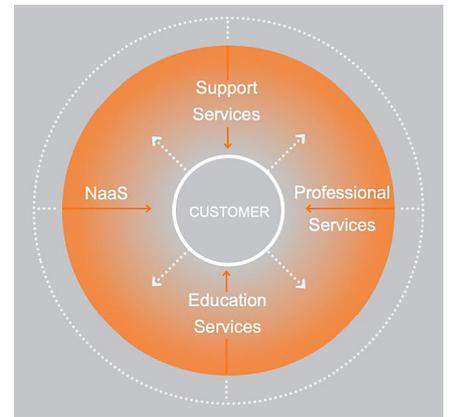 Support
Services
NaaS
CUSTOMER
Professional
Services
Education
Services